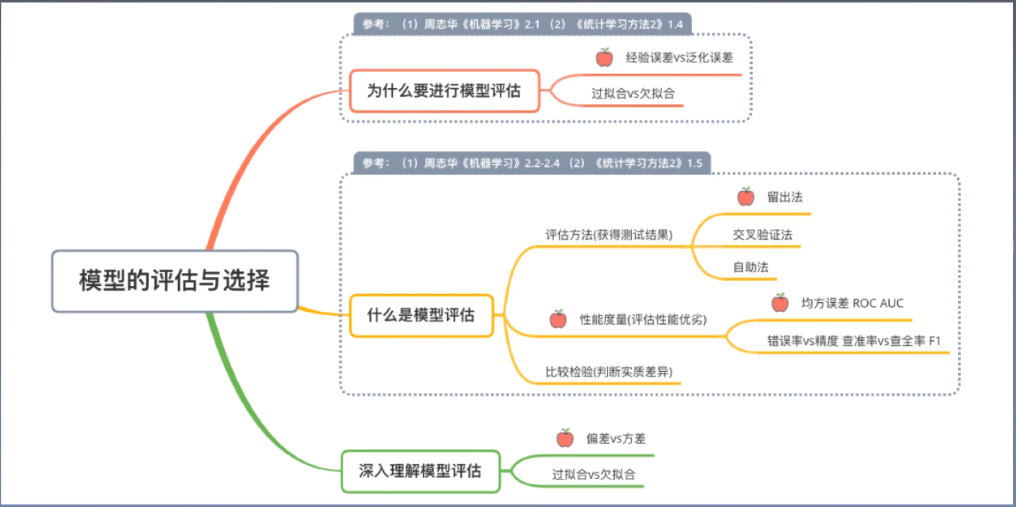 参考：（1）周志华《机器学习》2.1 （2）《统计学习方法2》1.4
经验误差vs泛化误差
为什么要进行模型评估
过拟合vs欠拟合
参考：（1）周志华《机器学习》2.2-2.4 （2）《统计学习方法2》1.5
留出法
评估方法(获得测试结果)
交叉验证法
自助法
模型的评估与选择
什么是模型评估
均方误差 ROC AUC
性能度量(评估性能优劣)
错误率vs精度 查准率vs查全率 F1
比较检验(判断实质差异)
偏差vs方差
深入理解模型评估
过拟合vs欠拟合